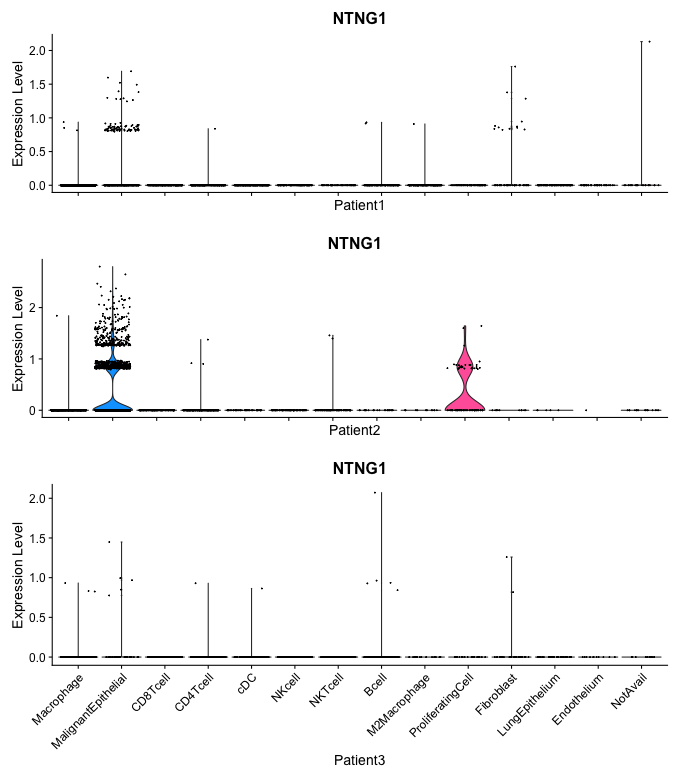 NTNG1
Expression Level
2.0
1.5
1.0
0.5
0.0
Patient1
NTNG1
Expression Level
2
1
0
Patient2
NTNG1
Expression Level
2.0
1.5
1.0
0.5
0.0
Macrophage
MalignantEpithelial
CD8Tcell
CD4Tcell
cDC
NKcell
NKTcell
Bcell
M2Macrophage
ProliferatingCell
Fibroblast
LungEpithelium
Endothelium
NotAvail
Patient3